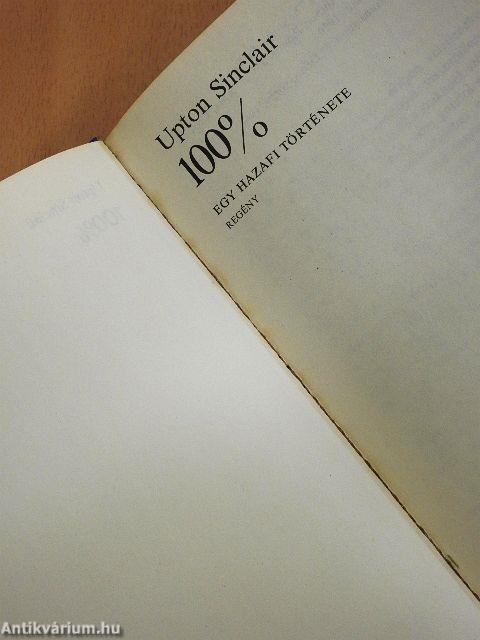 Upton Sinclair
100%
EGY HAZAFI TÖRTÉNETE
REGÉNY
Antikvárium.hu